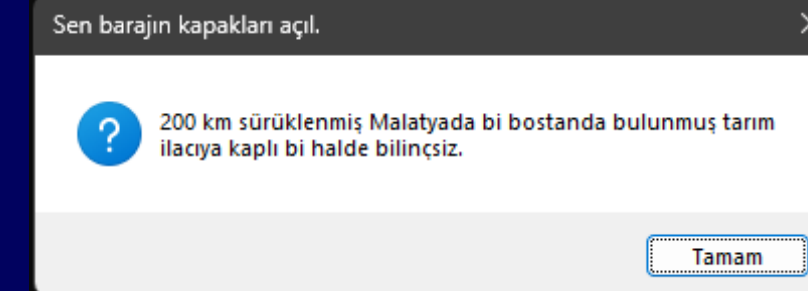 Sen barajın kapakları açıl.
200 km sürüklenmiş Malatyada bi bostanda bulunmuş tarım
ilacıya kaplı bi halde bilinçsiz.
Tamam